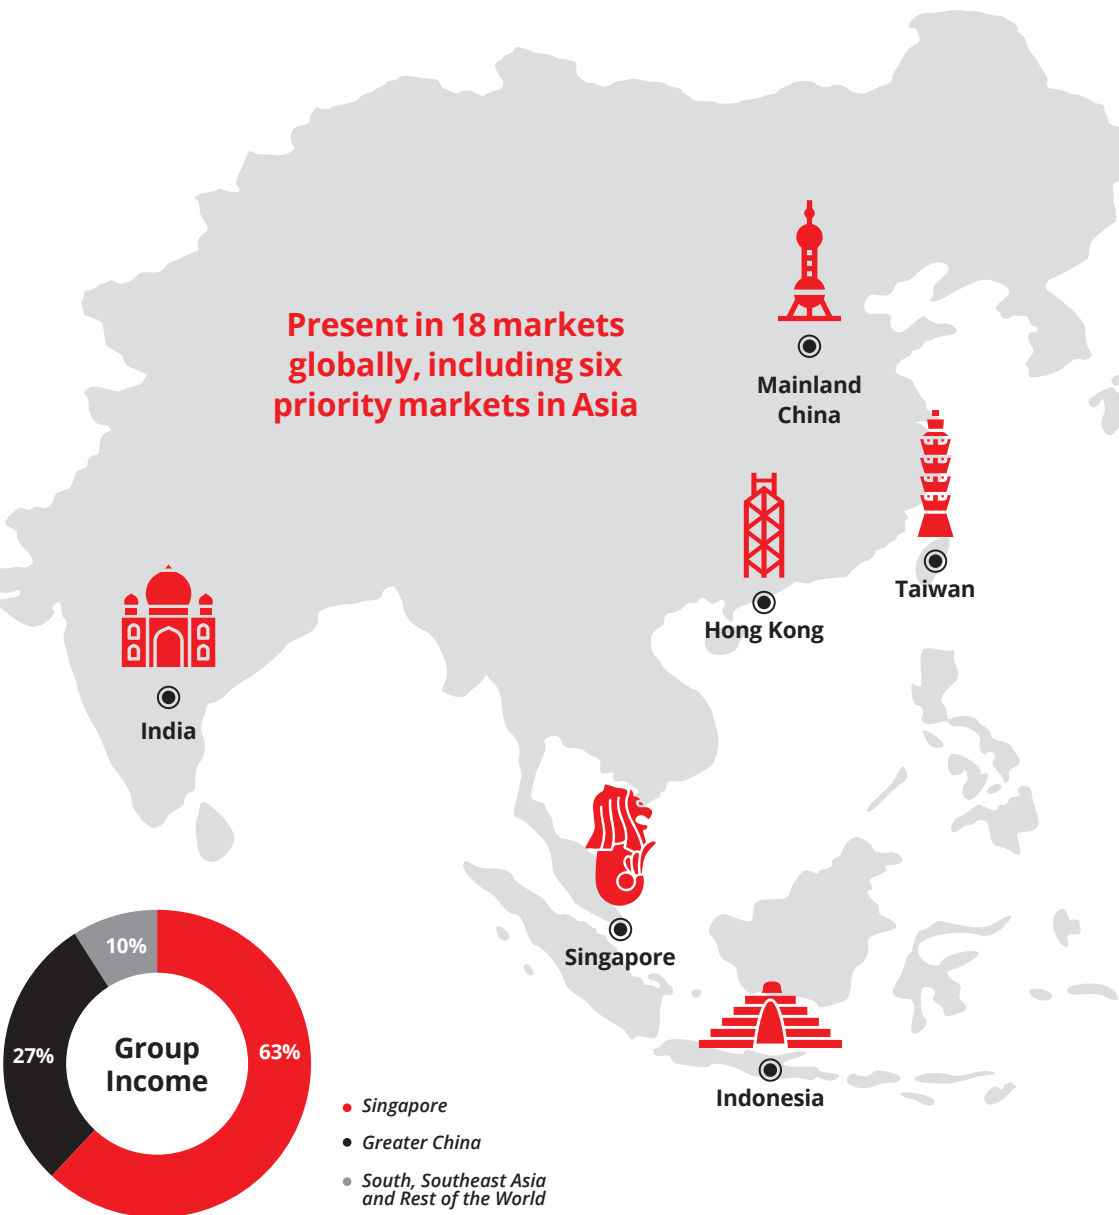 Present in 18 markets
globally, including six
priority markets in Asia
Mainland
China
Taiwan
Hong Kong
India
Singapore
Indonesia
10%
27%
63%
Group
Income
Singapore
Greater China
South, Southeast Asia
and Rest of the World